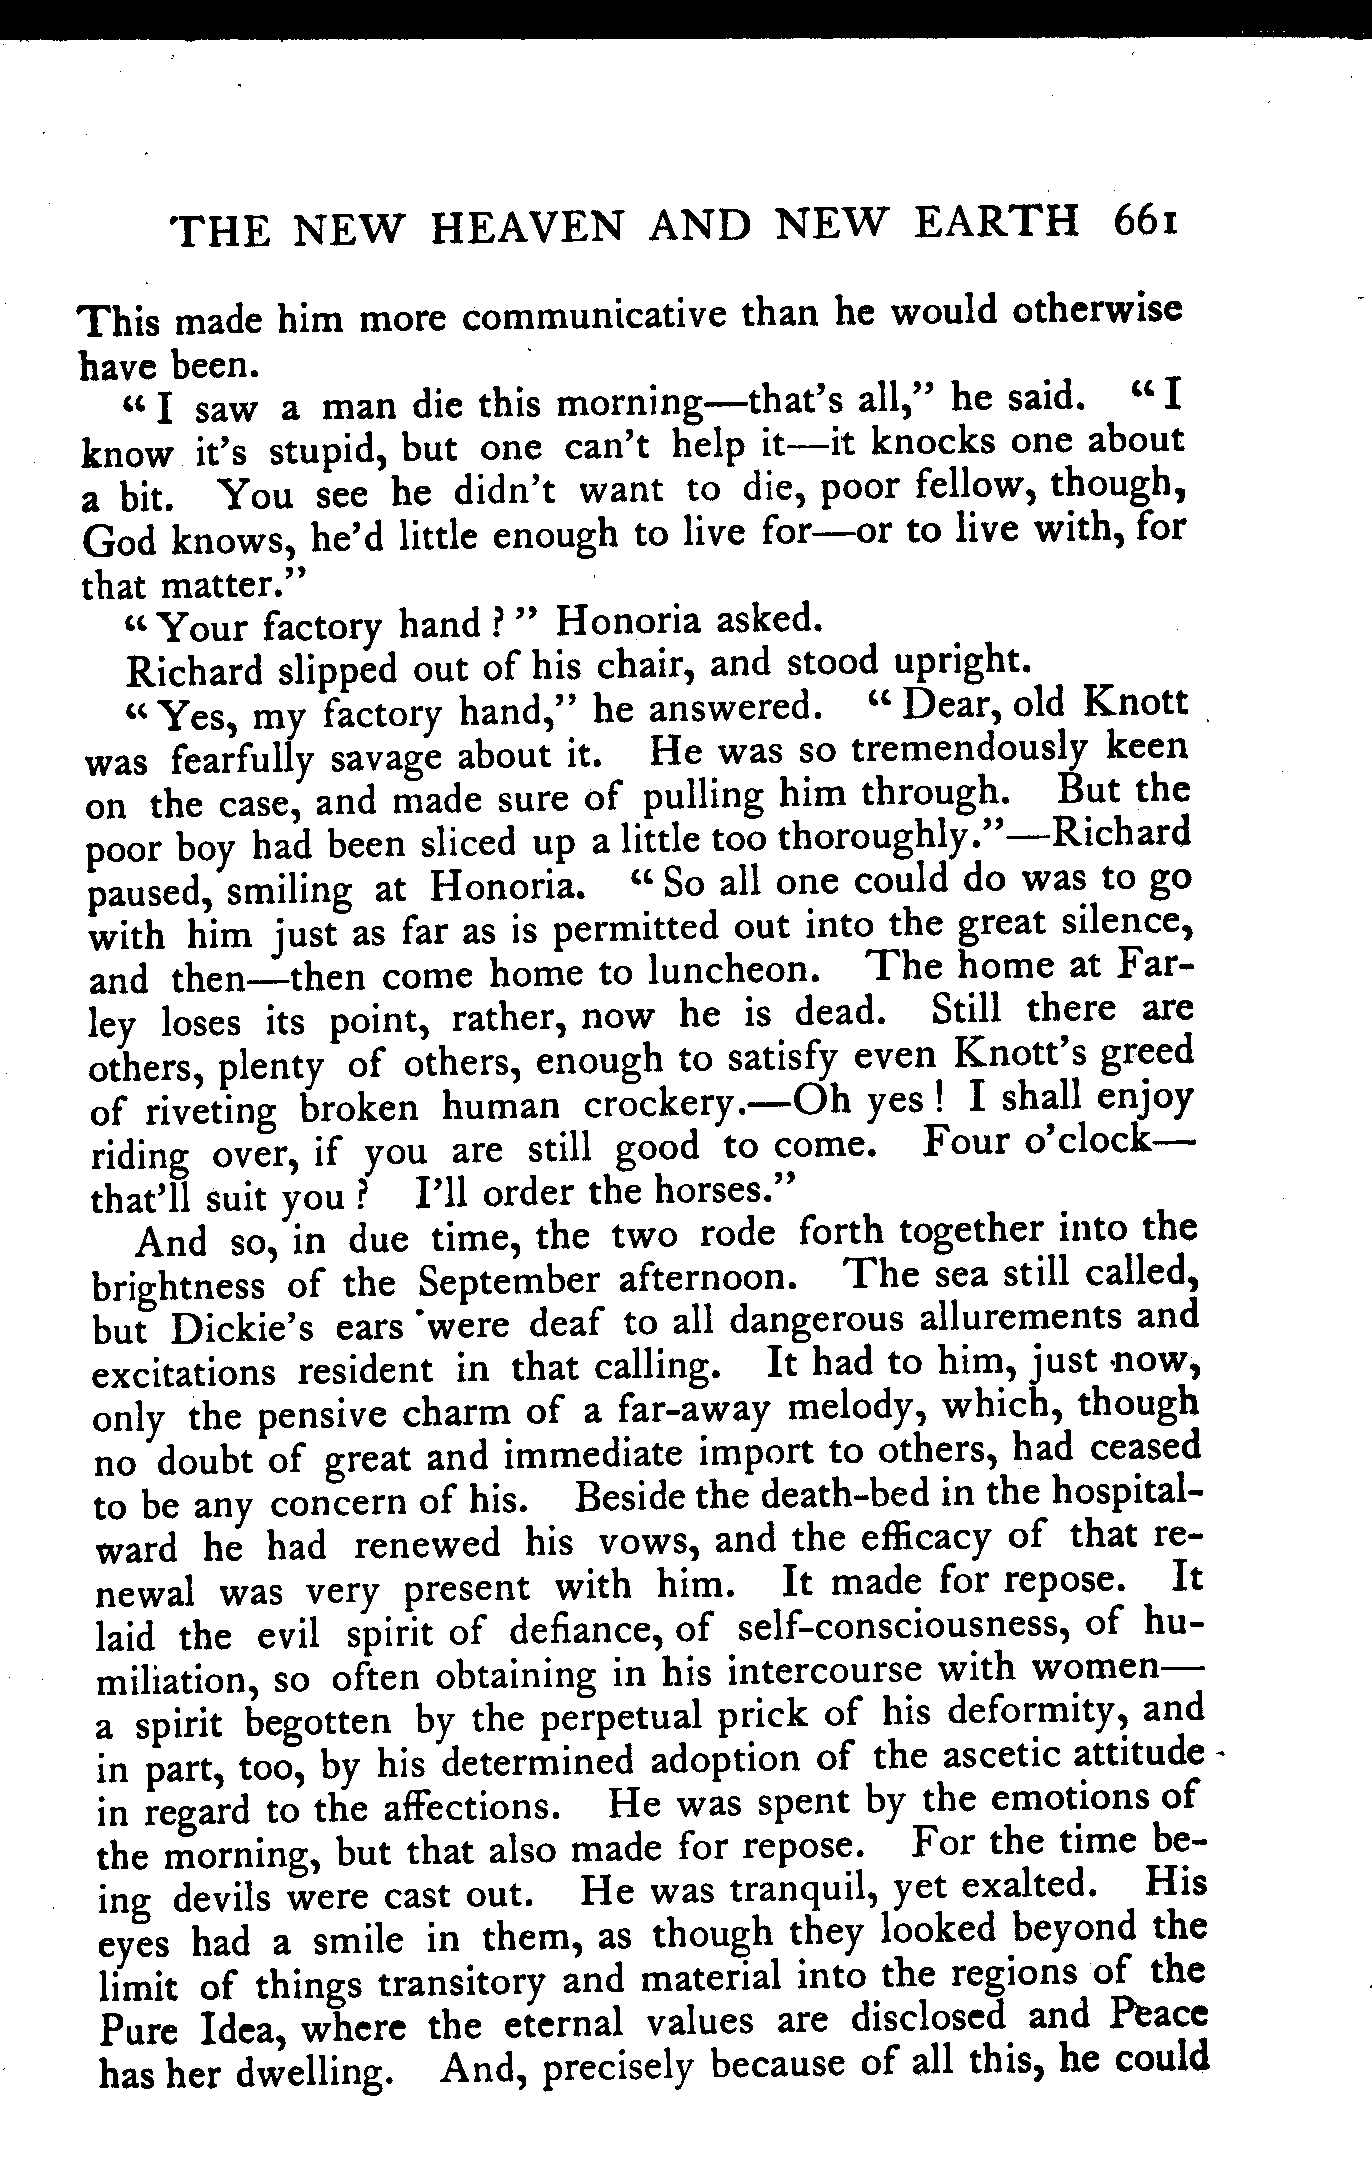 THE NEW HEAVEN AND NEW EARTH 661
This made him more communicative than he would otherwise
have been.
“I saw a man die this morning—that's all,” he said. “I
know it's stupid, but one can't help it—it knocks one about
a bit. You see he didn't want to die, poor fellow, though,
God knows, he'd little enough to live for—or to live with, for
that matter.”
“Your factory hand?” Honoria asked.
Richard slipped out of his chair, and stood upright.
“Yes, my factory hand,” he answered. “Dear, old Knott
was fearfully savage about it. He was so tremendously keen
on the case, and made sure of pulling him through. But the
poor boy had been sliced up a little too thoroughly.”—Richard
paused, smiling at Honoria. “So all one could do was to go
with him just as far as is permitted out into the great silence,
and then—then come home to luncheon. The home at Far-
ley loses its point, rather, now he is dead. Still there are
others, plenty of others, enough to satisfy even Knott's greed
of riveting broken human crockery.—Oh yes! I shall enjoy
riding over, if you are still good to come. Four o'clock—
that'll suit you? I'll order the horses.”
And so, in due time, the two rode forth together into the
brightness of the September afternoon. The sea still called,
but Dickie's ears were deaf to all dangerous allurements and
excitations resident in that calling. It had to him, just now,
only the pensive charm of a far-away melody, which, though
no doubt of great and immediate import to others, had ceased
to be any concern of his. Beside the death-bed in the hospital-
ward he had renewed his vows, and the efficacy of that re-
newal was very present with him. It made for repose. It
laid the evil spirit of defiance, of self-consciousness, of hu-
miliation, so often obtaining in his intercourse with women—
a spirit begotten by the perpetual prick of his deformity, and
in part, too, by his determined adoption of the ascetic attitude
in regard to the affections. He was spent by the emotions of
the morning, but that also made for repose. For the time be-
ing devils were cast out. He was tranquil, yet exalted. His
eyes had a smile in them, as though they looked beyond the
limit of things transitory and material into the regions of the
Pure Idea, where the eternal values are disclosed and Peace
has her dwelling. And, precisely because of all this, he could